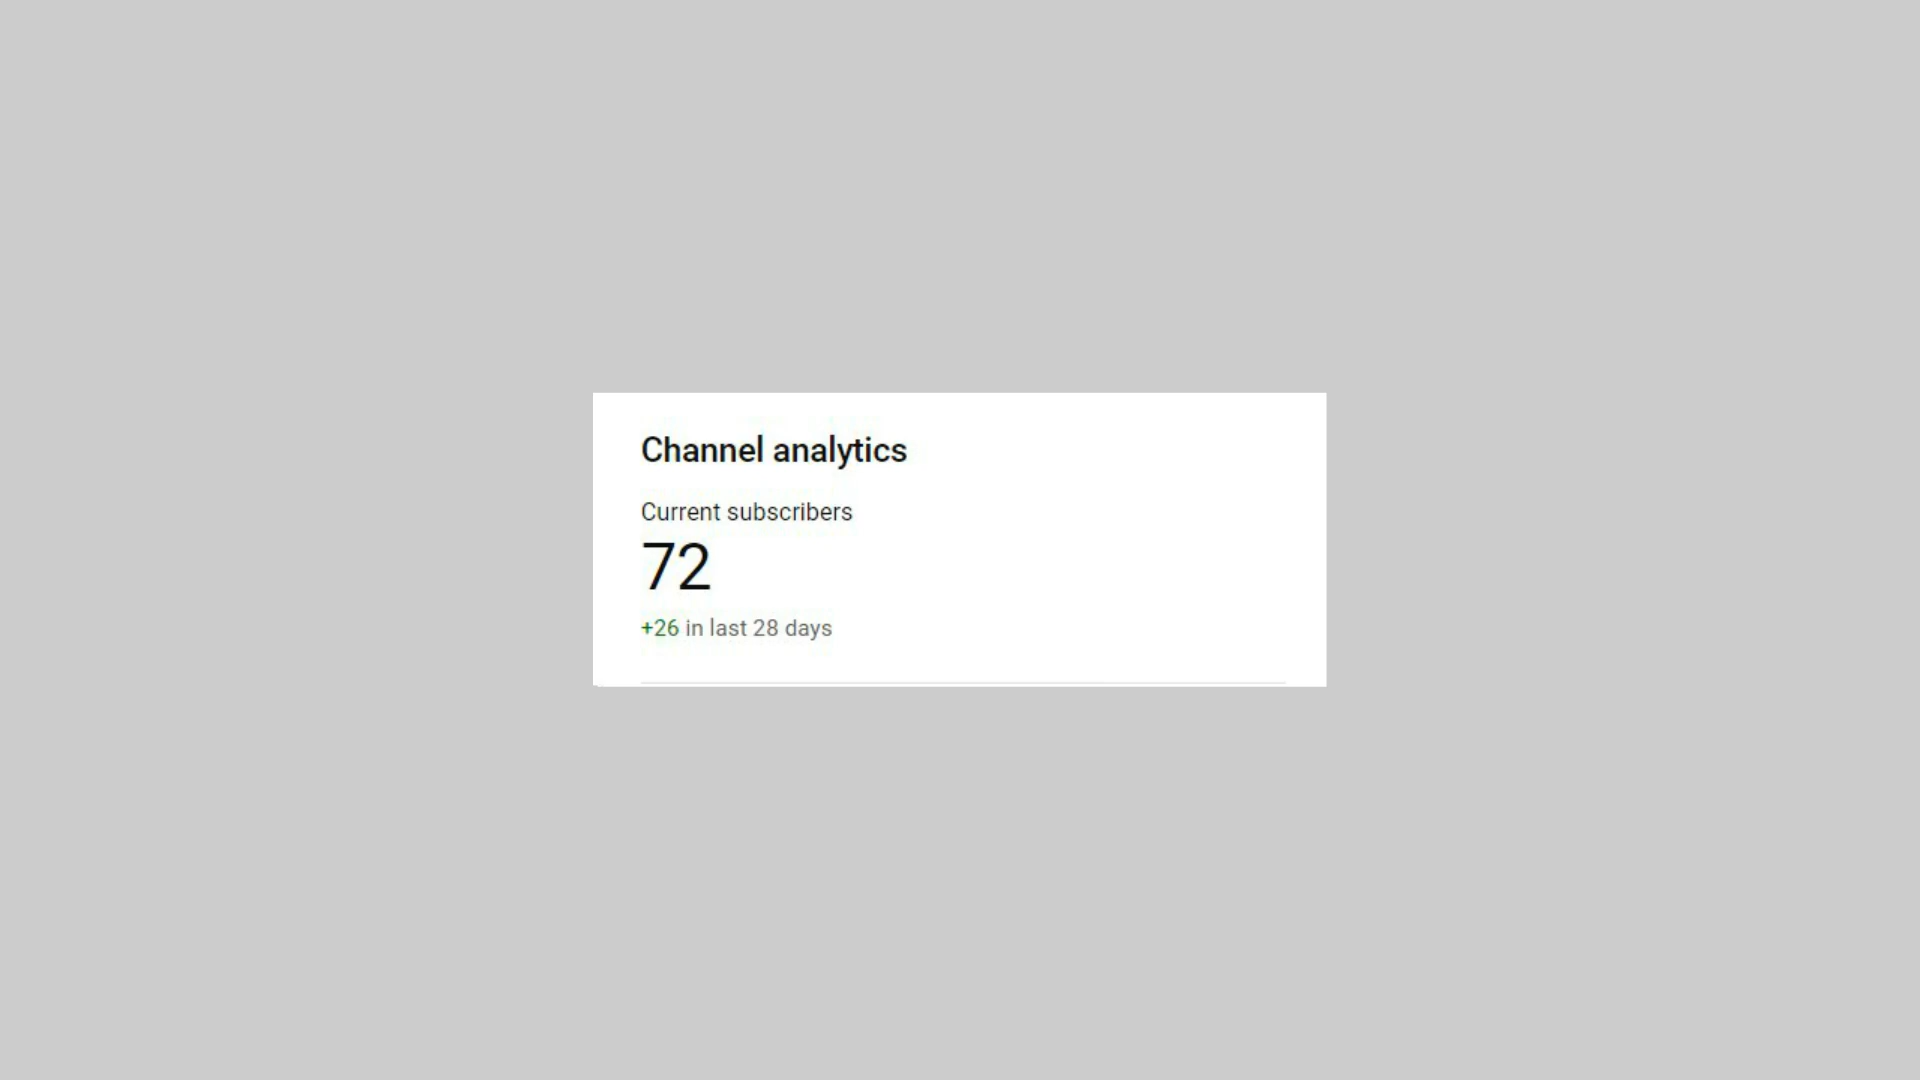 Channel analytics
Current subscribers
72
+26 in last 28 days